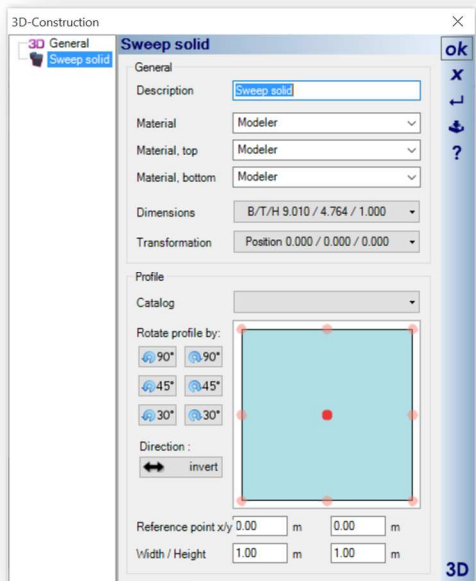 3D-Construction
3D General
Sweep solid
Sweep solid
General
Description Sweep solid
Material Modeler
Material, top Modeler
Material, bottom Modeler
Dimensions B/T/H 9.010 / 4.764 / 1.000
Transformation Position 0.000 / 0.000 / 0.000
Profile
Catalog
Rotate profile by:
90° 90°
45° 45°
30° 30°
Direction :
invert
Reference point x/y 0.00 m 0.00 m
Width / Height 1.00 m 1.00 m
ok
x
?
3D